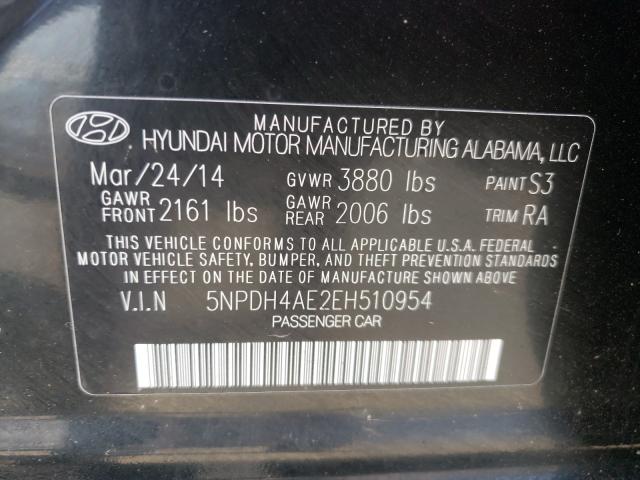 MANUFACTURED BY
HYUNDAI MOTOR MANUFACTURING ALABAMA, LLC
Mar/24/14 GVWR 3880 lbs PAINT S3
GAWR FRONT 2161 lbs GAWR REAR 2006 lbs TRIM RA
THIS VEHICLE CONFORMS TO ALL APPLICABLE U.S.A. FEDERAL
MOTOR VEHICLE SAFETY, BUMPER, AND THEFT PREVENTION STANDARDS
IN EFFECT ON THE DATE OF MANUFACTURE SHOWN ABOVE
V.I.N 5NPDH4AE2EH510954
PASSENGER CAR